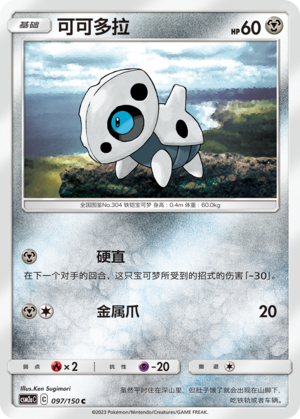 基础 可可多拉 HP60
全国图鉴No.304 铁铠宝可梦 身高:0.4m 体重:60.0kg
硬直
在下一个对手的回合,这只宝可梦所受到的招式的伤害「-30」。
金属爪 20
弱点 ×2 抗性 -20 撤退
Illus.Ken Sugimori
CSM2a C C 097/150 C
虽然平时住在深山里,但肚子饿了就会出现在山脚下,
吃铁轨或者车辆。
©2023 Pokémon/Nintendo/Creatures/GAME FREAK.